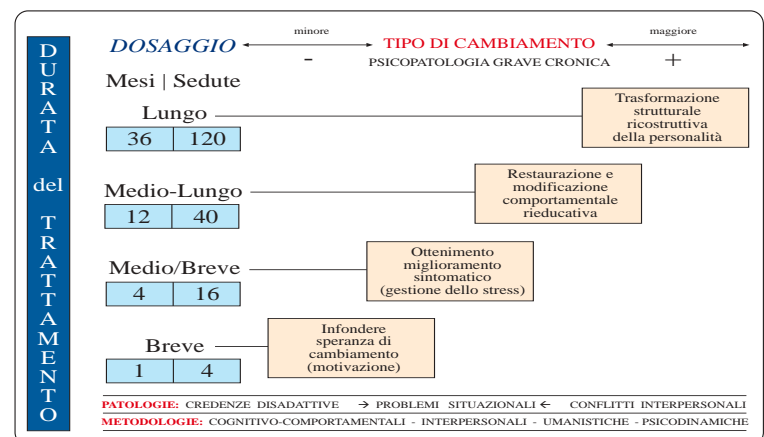 DURATA del TRATTAMENTO
DOSAGGIO
minore
-
TIPO DI CAMBIAMENTO
PSICOPATOLOGIA GRAVE CRONICA
maggiore
+
Mesi | Sedute
Lungo
36 120
Trasformazione
strutturale
ricostruttiva
della personalità
Medio-Lungo
12 40
Restaurazione e
modificazione
comportamentale
rieducativa
Medio/Breve
4 16
Ottenimento
miglioramento
sintomatico
(gestione dello stress)
Breve
1 4
Infondere
speranza di
cambiamento
(motivazione)
PATOLOGIE: CREDENZE DISADATTIVE → PROBLEMI SITUAZIONALI ← CONFLITTI INTERPERSONALI
METODOLOGIE: COGNITIVO-COMPORTAMENTALI - INTERPERSONALI - UMANISTICHE - PSICODINAMICHE